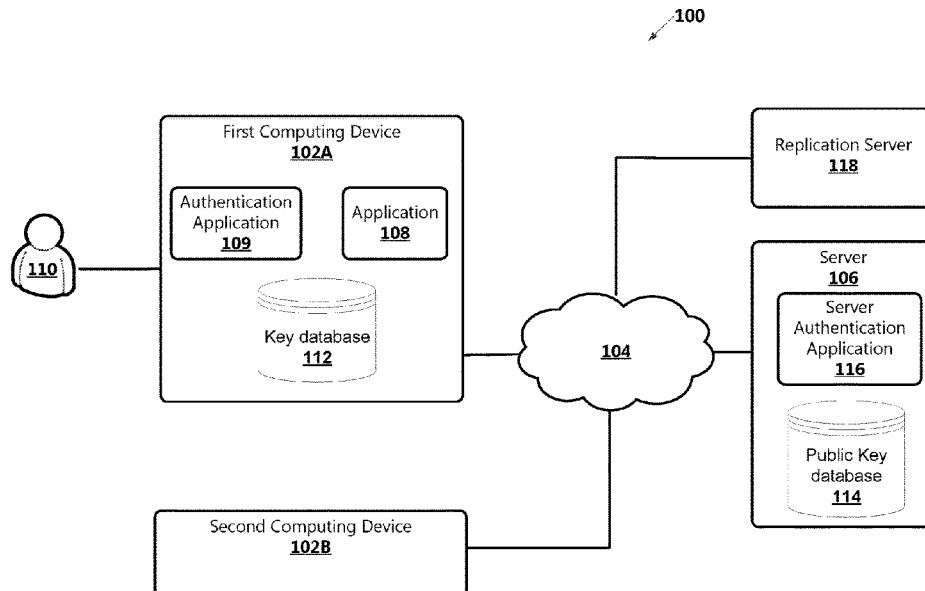 100
First Computing Device
102A
Authentication
Application
109
Application
108
110
Key database
112
104
Replication Server
118
Server
106
Server
Authentication
Application
116
Public Key
database
114
Second Computing Device
102B